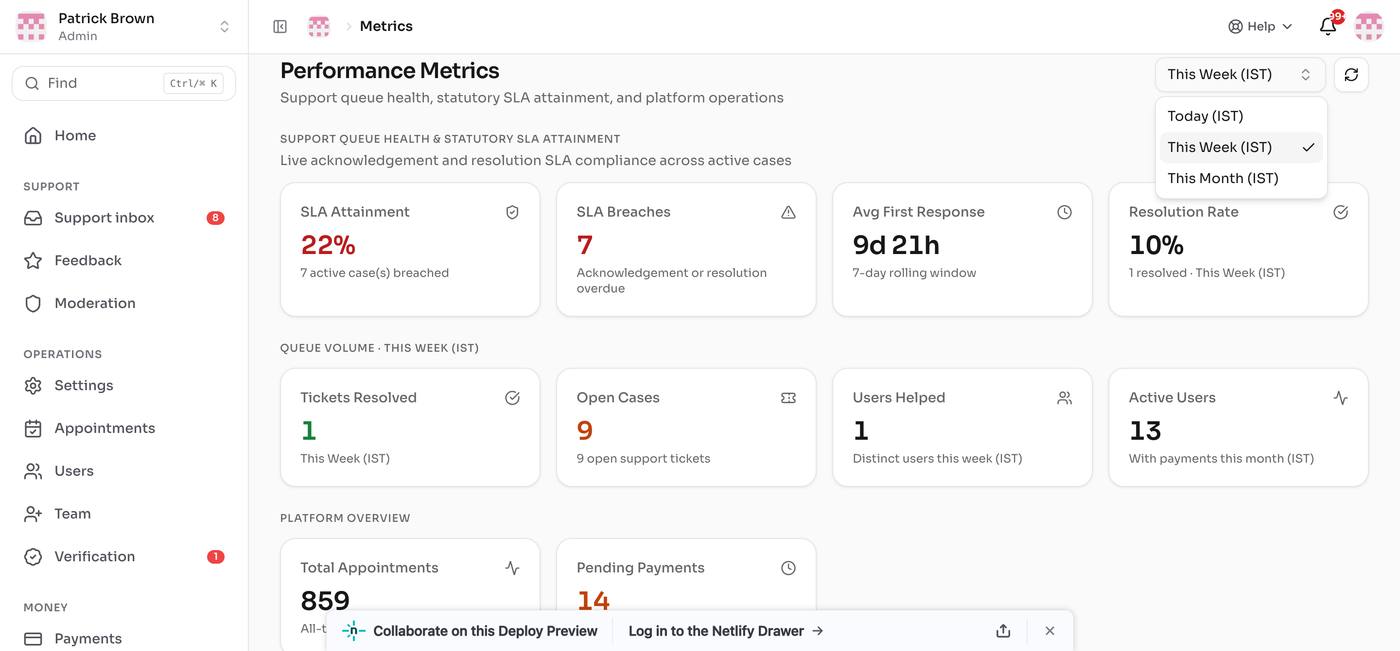 Patrick Brown
Admin
Find
Ctrl/⌘ K
Home
SUPPORT
Support inbox
8
Feedback
Moderation
OPERATIONS
Settings
Appointments
Users
Team
Verification
1
MONEY
Payments
Metrics
Help
99+
Performance Metrics
Support queue health, statutory SLA attainment, and platform operations
This Week (IST)
Today (IST)
This Week (IST)
This Month (IST)
SUPPORT QUEUE HEALTH & STATUTORY SLA ATTAINMENT
Live acknowledgement and resolution SLA compliance across active cases
SLA Attainment
22%
7 active case(s) breached
SLA Breaches
7
Acknowledgement or resolution
overdue
Avg First Response
9d 21h
7-day rolling window
Resolution Rate
10%
1 resolved · This Week (IST)
QUEUE VOLUME · THIS WEEK (IST)
Tickets Resolved
1
This Week (IST)
Open Cases
9
9 open support tickets
Users Helped
1
Distinct users this week (IST)
Active Users
13
With payments this month (IST)
PLATFORM OVERVIEW
Total Appointments
859
All-t
Pending Payments
14
Collaborate on this Deploy Preview
Log in to the Netlify Drawer →